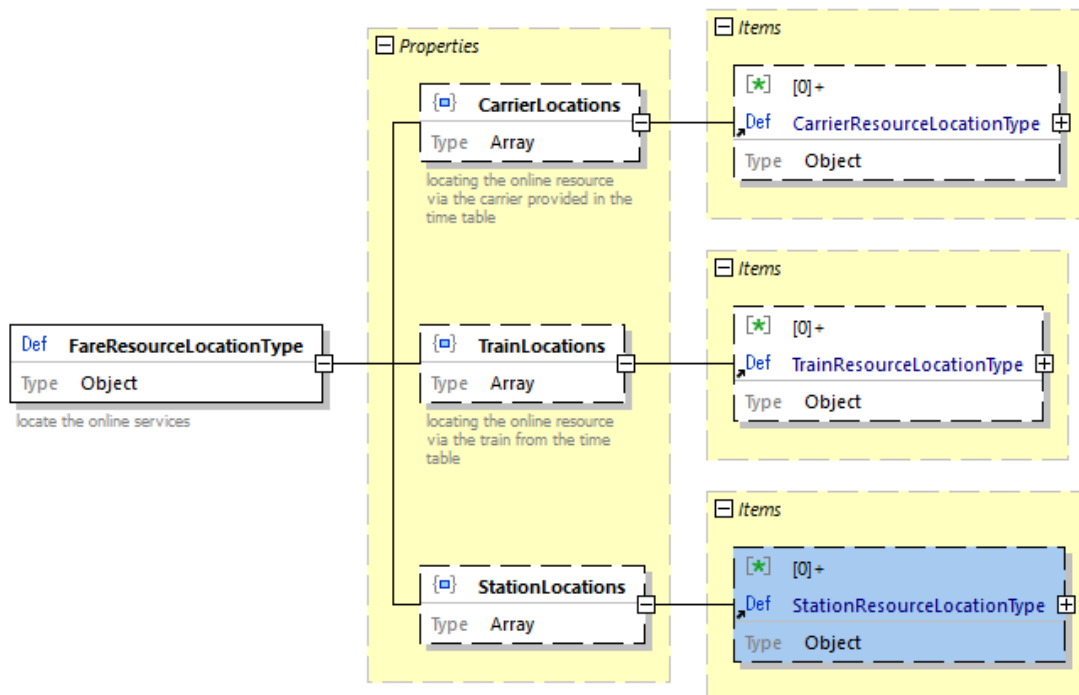 Def FareResourceLocationType
Type Object
locate the online services
Properties
CarrierLocations
Type Array
locating the online resource
via the carrier provided in the
time table
TrainLocations
Type Array
locating the online resource
via the train from the time
table
StationLocations
Type Array
Items
[*] [0]+
Def CarrierResourceLocationType
Type Object
Items
[*] [0]+
Def TrainResourceLocationType
Type Object
Items
[*] [0]+
Def StationResourceLocationType
Type Object